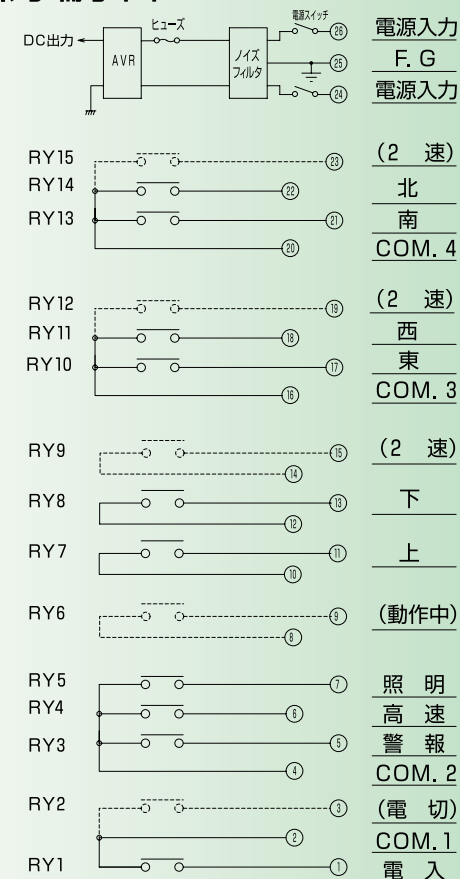 電源スイッチ
ヒューズ
DC出力
AVR
ノイズ
フィルタ
26 電源入力
25 F.G
24 電源入力
RY15 23 (2 速)
RY14 22 北
RY13 21 南
20 COM.4
RY12 19 (2 速)
RY11 18 西
RY10 17 東
16 COM.3
RY9 15 (2 速)
14
RY8 13 下
12
RY7 11 上
10
RY6 9 (動作中)
8
RY5 7 照 明
RY4 6 高 速
RY3 5 警 報
4 COM.2
RY2 3 (電 切)
2 COM.1
RY1 1 電 入